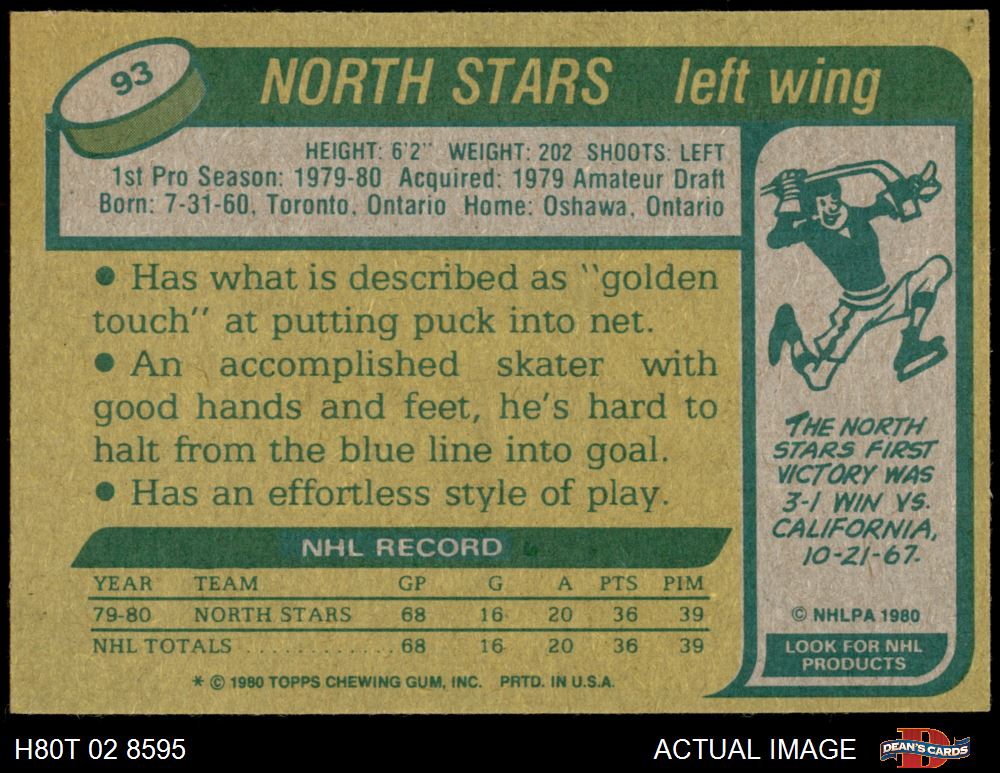 93
NORTH STARS left wing
HEIGHT: 6'2" WEIGHT: 202 SHOOTS: LEFT
1st Pro Season: 1979-80 Acquired: 1979 Amateur Draft
Born: 7-31-60, Toronto, Ontario Home: Oshawa, Ontario
• Has what is described as "golden
touch" at putting puck into net.
• An accomplished skater with
good hands and feet, he's hard to
halt from the blue line into goal.
• Has an effortless style of play.
NHL RECORD
YEAR TEAM GP G A PTS PIM
79-80 NORTH STARS 68 16 20 36 39
NHL TOTALS . . . . . . . . . . . . 68 16 20 36 39
* © 1980 TOPPS CHEWING GUM, INC. PRTD. IN U.S.A.
THE NORTH
STARS FIRST
VICTORY WAS
3-1 WIN VS.
CALIFORNIA,
10-21-67.
© NHLPA 1980
LOOK FOR NHL
PRODUCTS
H80T 02 8595 ACTUAL IMAGE DEAN'S CARDS